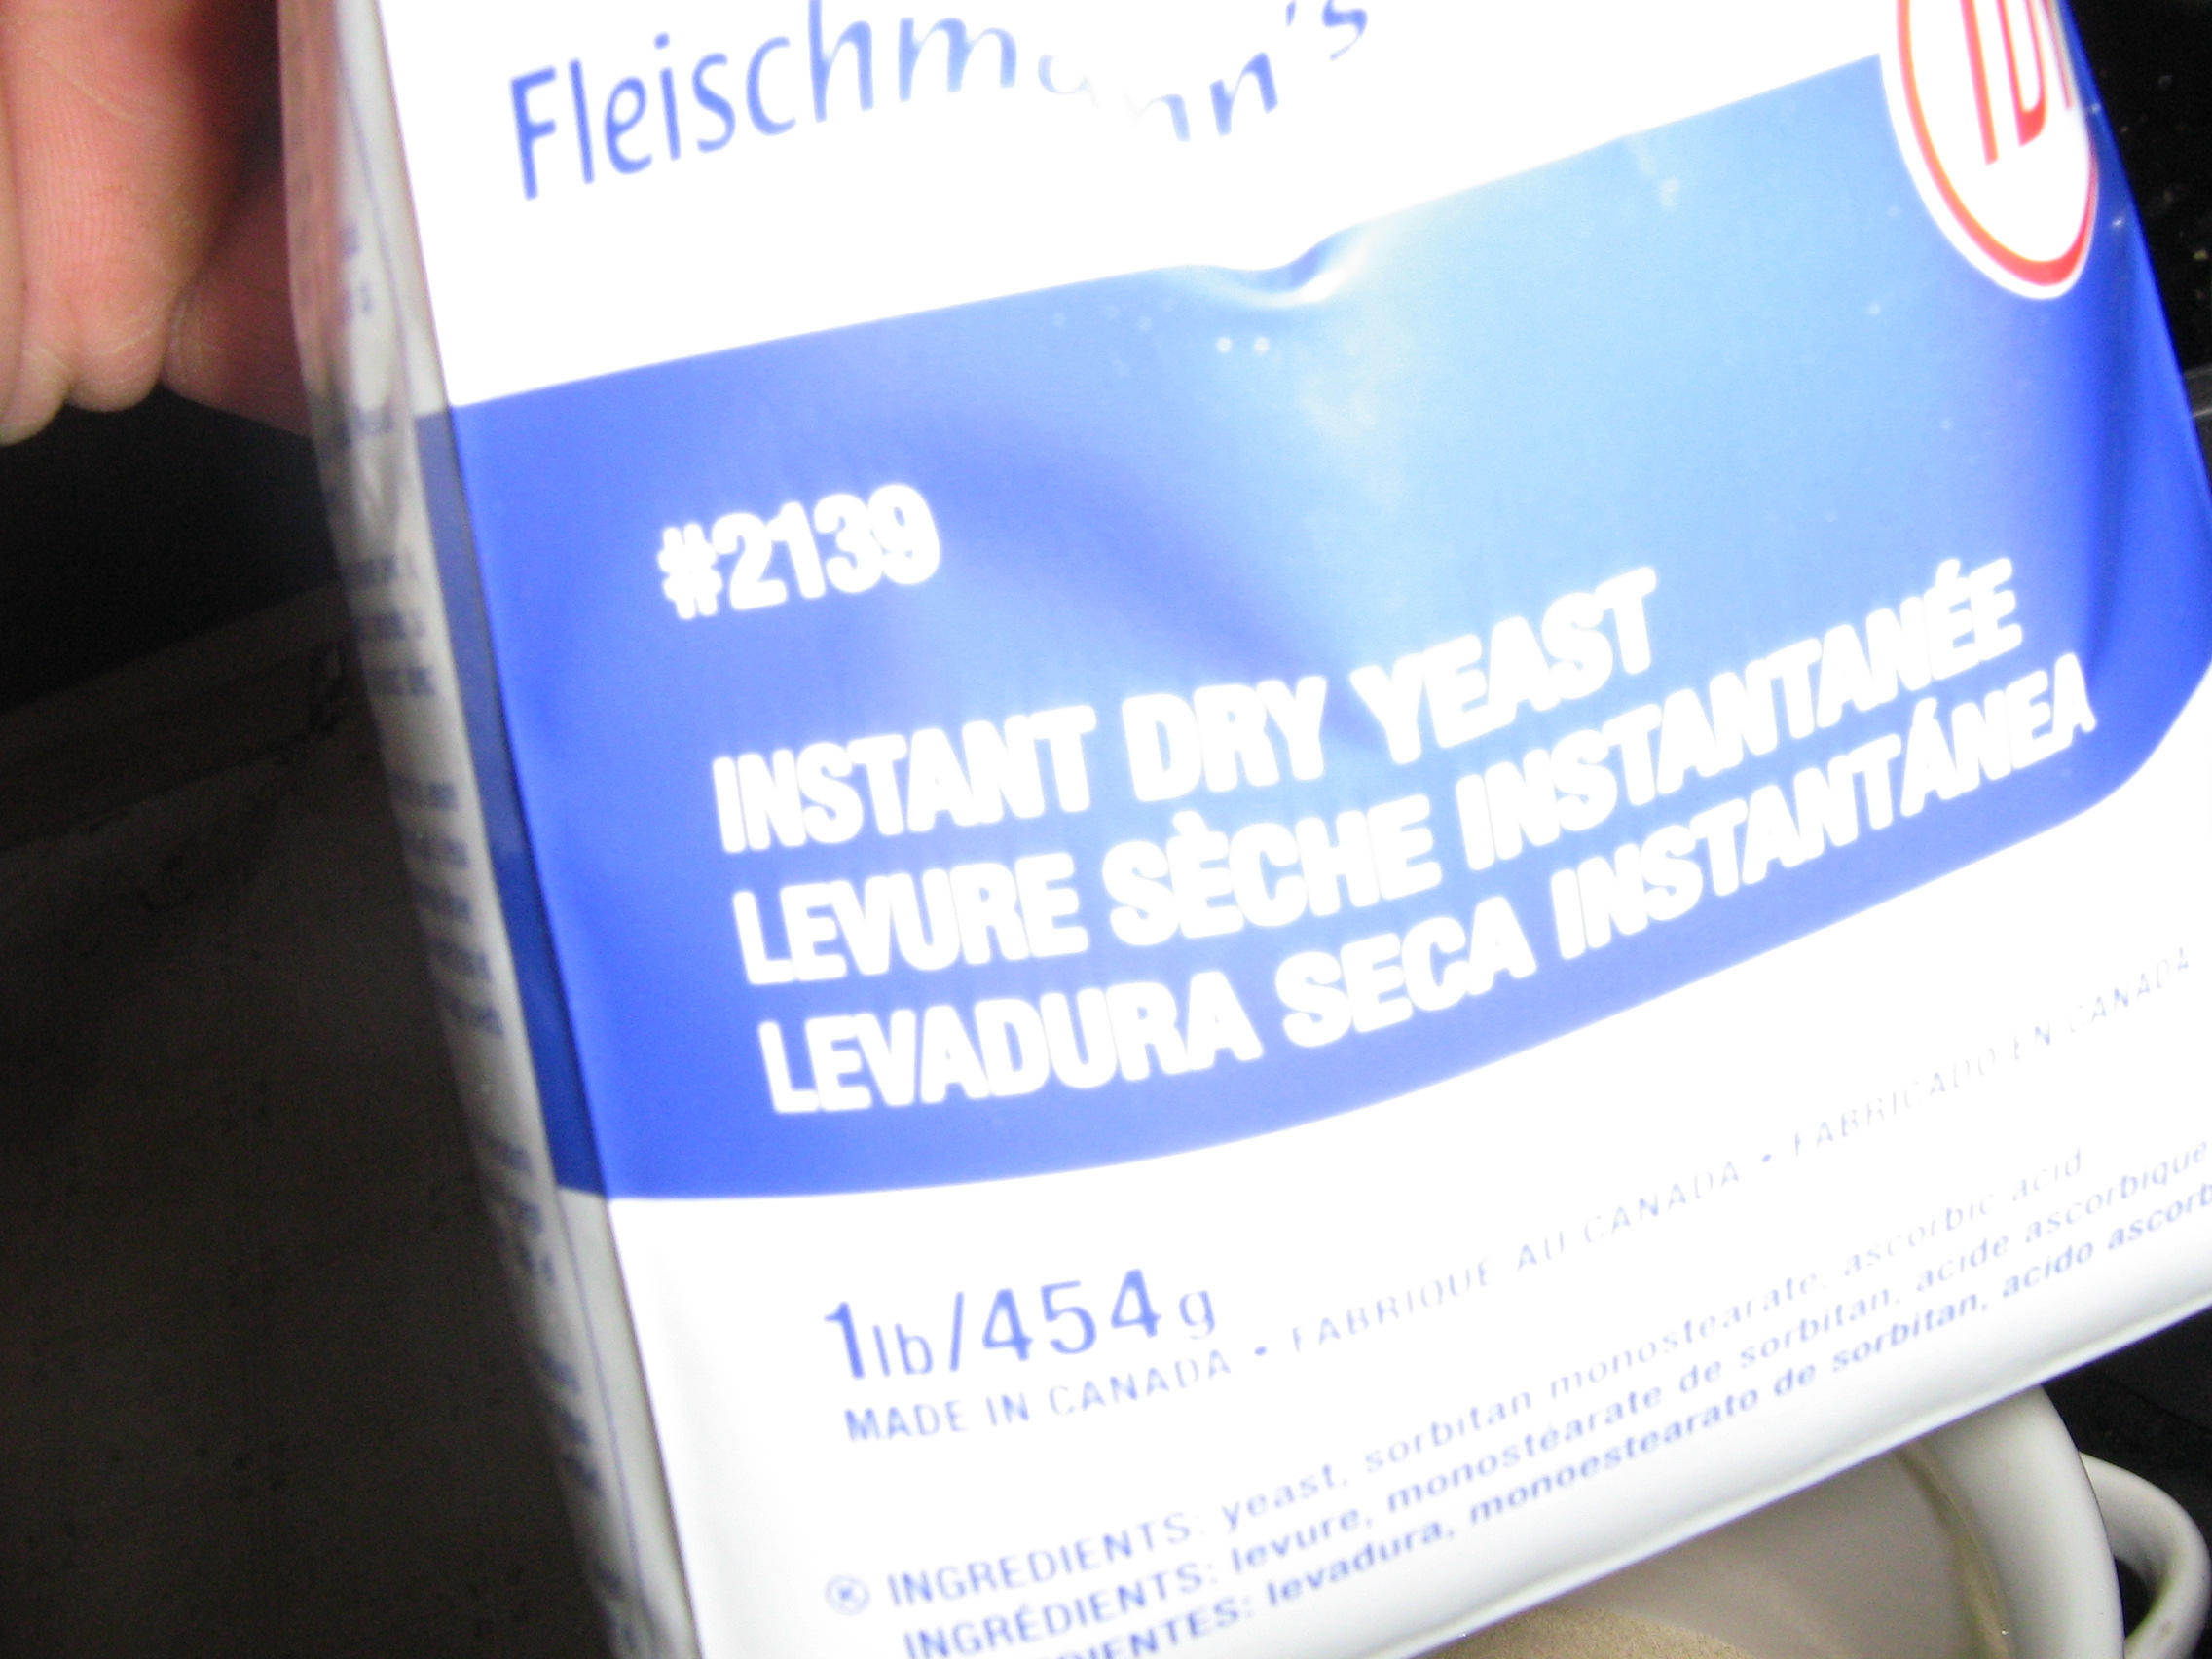 Fleischmann's
#2139
INSTANT DRY YEAST
LEVURE SÈCHE INSTANTANÉE
LEVADURA SECA INSTANTÁNEA
1lb/454g
MADE IN CANADA • FABRIQUE AU CANADA • FABRICADO EN CANADA
INGREDIENTS: yeast, sorbitan monostearate, ascorbic acid
INGRÉDIENTS: levure, monostéarate de sorbitan, acide ascorbique
levadura, monoestearato de sorbitan, acido